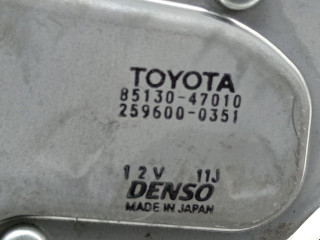 TOYOTA
85130-47010
259600-0351
12V 11J
DENSO
MADE IN JAPAN